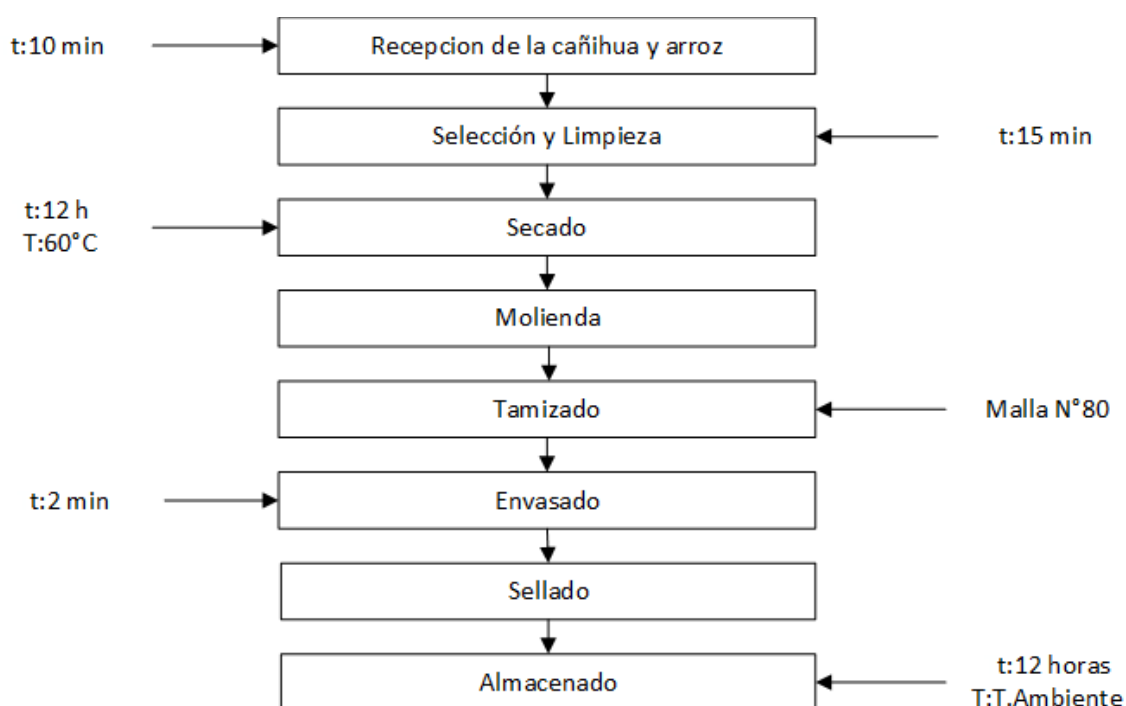 t:10 min
Recepcion de la cañihua y arroz
Selección y Limpieza
t:15 min
t:12 h
T:60°C
Secado
Molienda
Tamizado
Malla N°80
t:2 min
Envasado
Sellado
Almacenado
t:12 horas
T:T.Ambiente